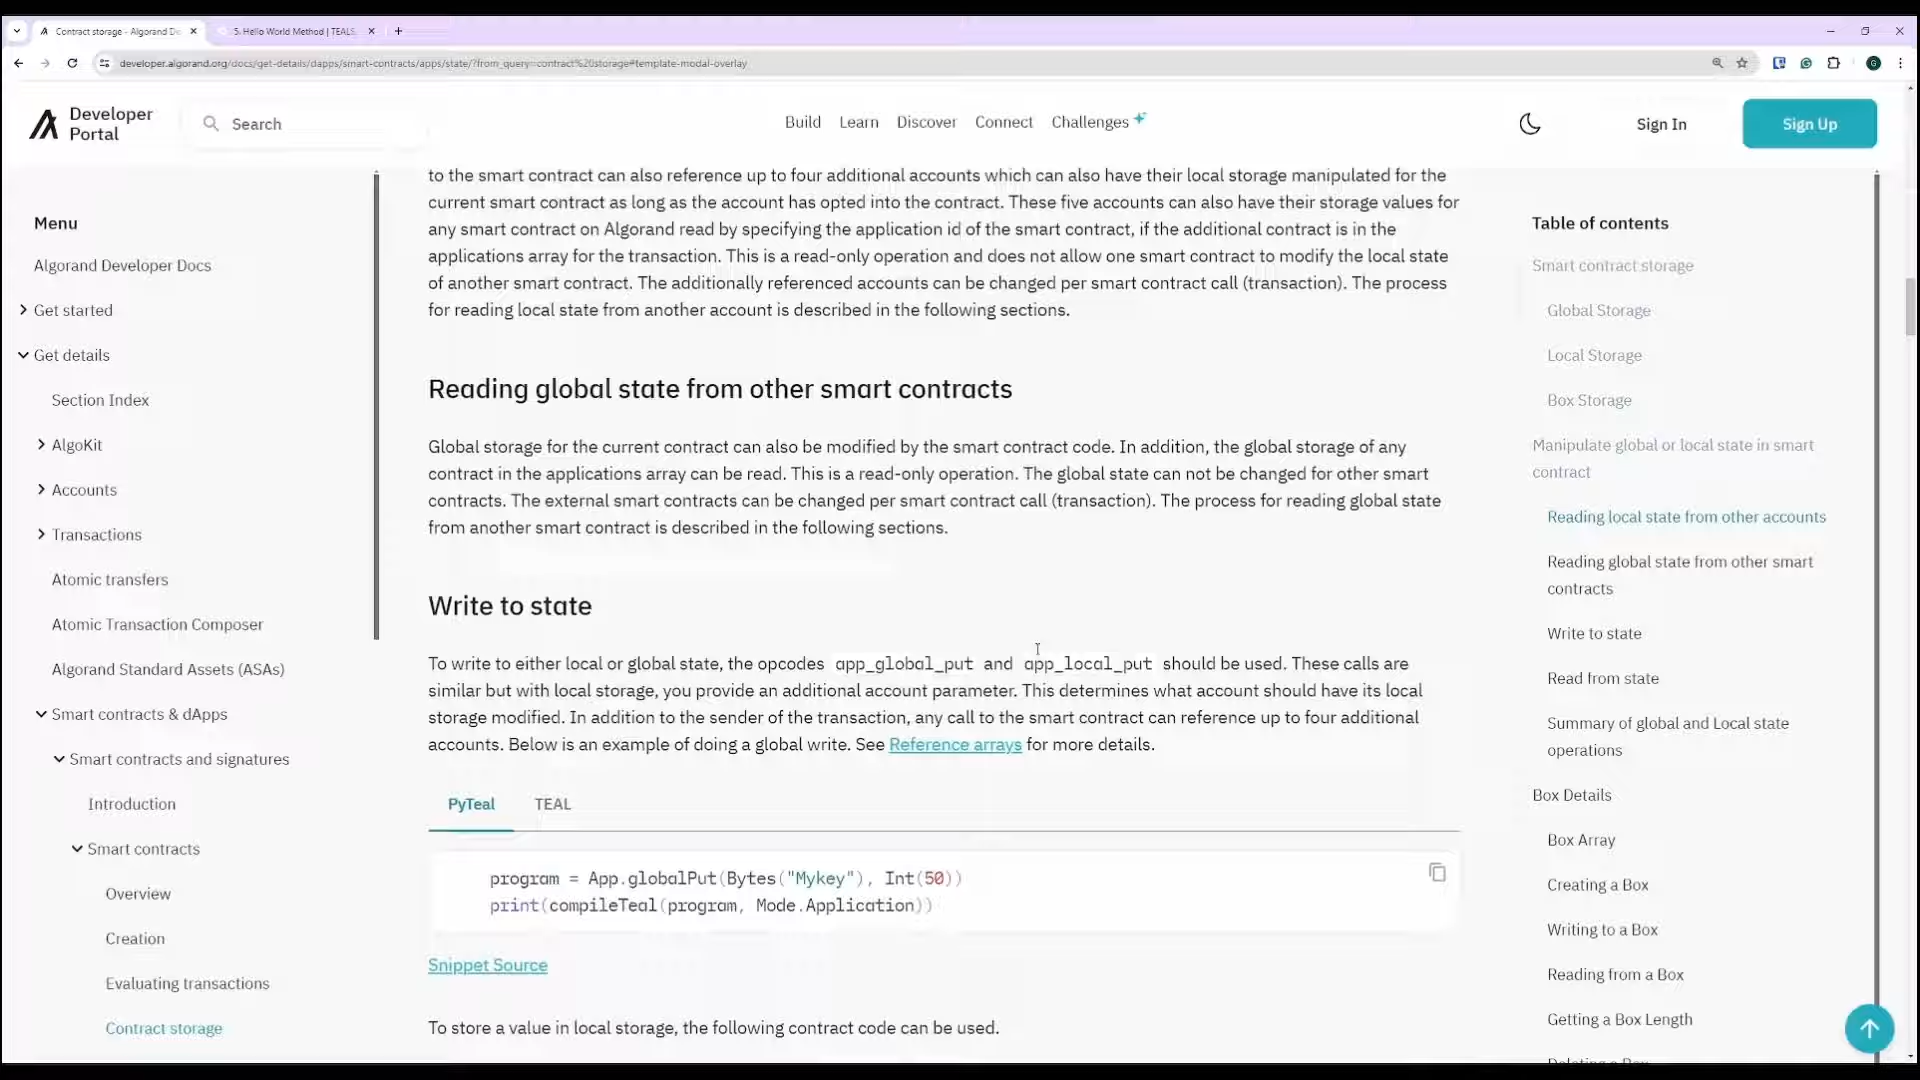 Contract storage - Algorand De
5. Hello World Method | TEALS
developer.algorand.org/docs/get-details/dapps/smart-contracts/apps/state/?from_query=contract%20storage#template-modal-overlay
G
Developer
Portal
Search
Build
Learn
Discover
Connect
Challenges
Sign In
Sign Up
Menu
Algorand Developer Docs
Get started
Get details
Section Index
AlgoKit
Accounts
Transactions
Atomic transfers
Atomic Transaction Composer
Algorand Standard Assets (ASAs)
Smart contracts & dApps
Smart contracts and signatures
Introduction
Smart contracts
Overview
Creation
Evaluating transactions
Contract storage
to the smart contract can also reference up to four additional accounts which can also have their local storage manipulated for the
current smart contract as long as the account has opted into the contract. These five accounts can also have their storage values for
any smart contract on Algorand read by specifying the application id of the smart contract, if the additional contract is in the
applications array for the transaction. This is a read-only operation and does not allow one smart contract to modify the local state
of another smart contract. The additionally referenced accounts can be changed per smart contract call (transaction). The process
for reading local state from another account is described in the following sections.
Reading global state from other smart contracts
Global storage for the current contract can also be modified by the smart contract code. In addition, the global storage of any
contract in the applications array can be read. This is a read-only operation. The global state can not be changed for other smart
contracts. The external smart contracts can be changed per smart contract call (transaction). The process for reading global state
from another smart contract is described in the following sections.
Write to state
To write to either local or global state, the opcodes app_global_put and app_local_put should be used. These calls are
similar but with local storage, you provide an additional account parameter. This determines what account should have its local
storage modified. In addition to the sender of the transaction, any call to the smart contract can reference up to four additional
accounts. Below is an example of doing a global write. See Reference arrays for more details.
PyTeal
TEAL
program = App.globalPut(Bytes("Mykey"), Int(50))
print(compileTeal(program, Mode.Application))
Snippet Source
To store a value in local storage, the following contract code can be used.
Table of contents
Smart contract storage
Global Storage
Local Storage
Box Storage
Manipulate global or local state in smart
contract
Reading local state from other accounts
Reading global state from other smart
contracts
Write to state
Read from state
Summary of global and Local state
operations
Box Details
Box Array
Creating a Box
Writing to a Box
Reading from a Box
Getting a Box Length